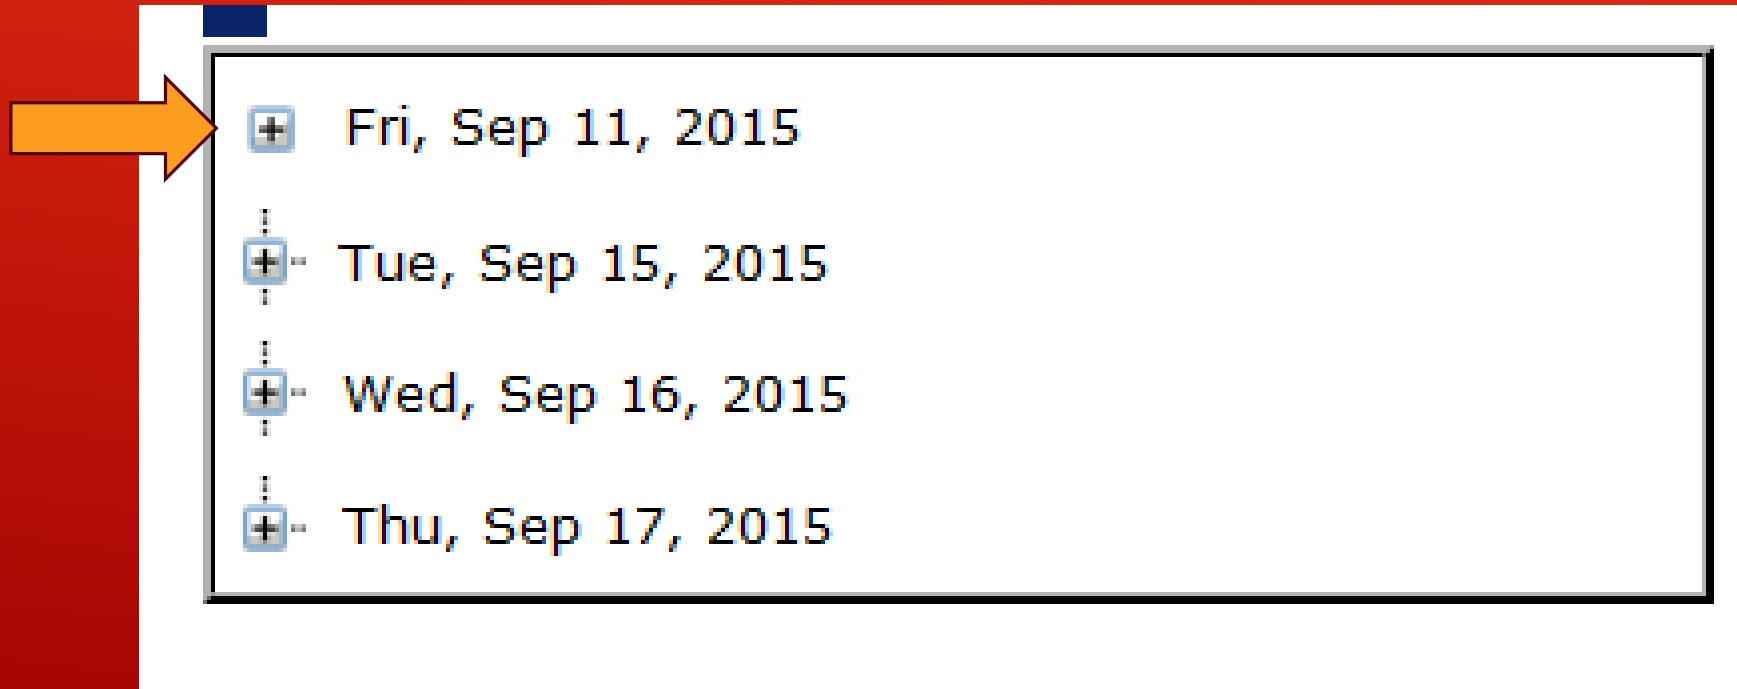 Fri, Sep 11, 2015
Tue, Sep 15, 2015
Wed, Sep 16, 2015
Thu, Sep 17, 2015